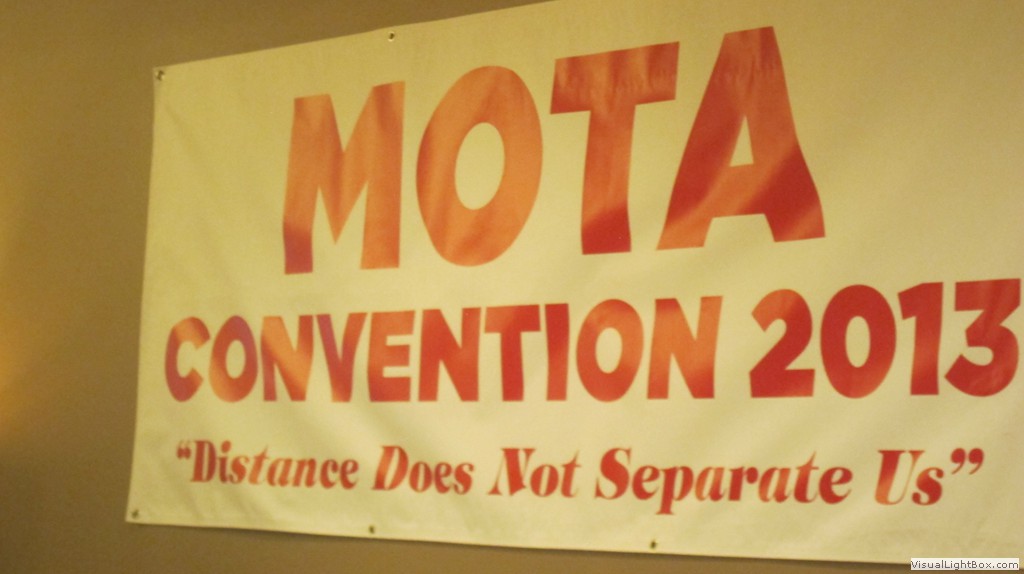 MOTA
CONVENTION 2013
“Distance Does Not Separate Us”
VisualLightBox.com